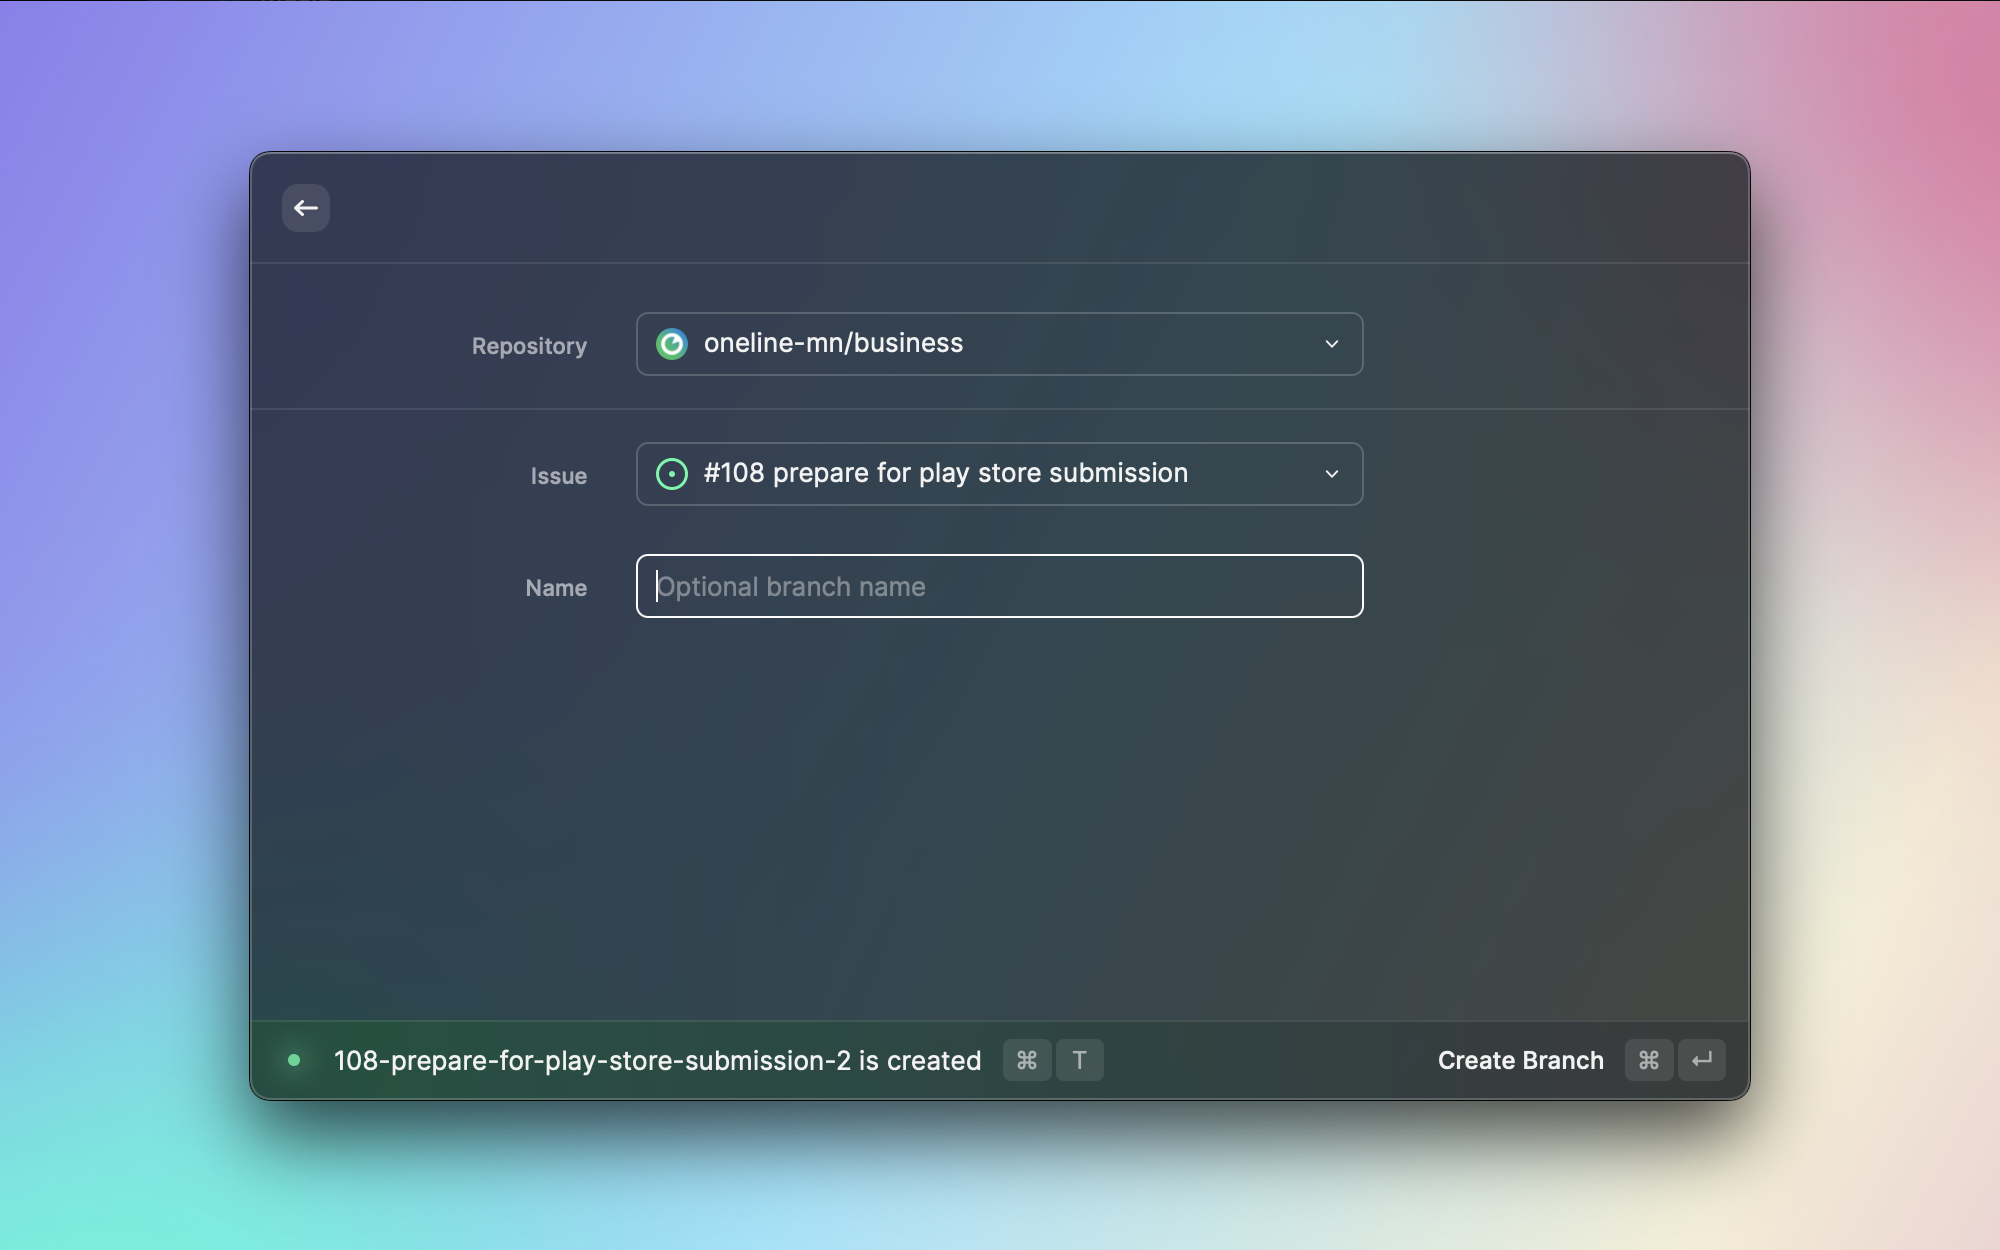 Repository
oneline-mn/business
Issue
#108 prepare for play store submission
Name
Optional branch name
108-prepare-for-play-store-submission-2 is created ⌘ T
Create Branch ⌘ ↵